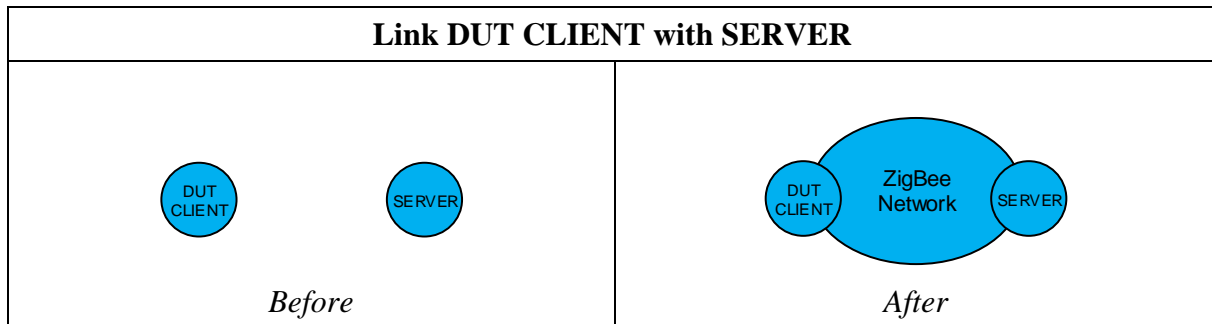 Link DUT CLIENT with SERVER
DUT
CLIENT
SERVER
Before
DUT
CLIENT
ZigBee
Network
SERVER
After